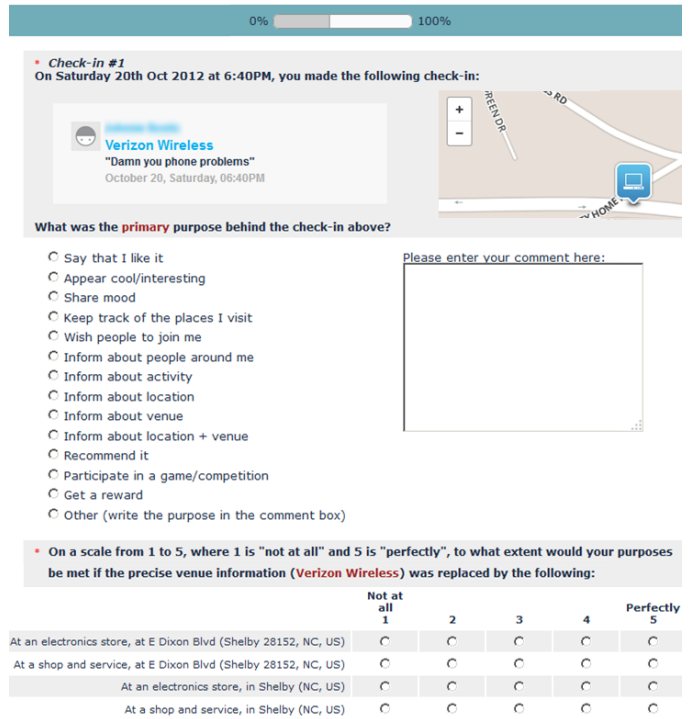 0% 100%
* Check-in #1
On Saturday 20th Oct 2012 at 6:40PM, you made the following check-in:
Verizon Wireless
"Damn you phone problems"
October 20, Saturday, 06:40PM
+
-
REEN DR
S RD
Y HOME
What was the primary purpose behind the check-in above?
Say that I like it
Appear cool/interesting
Share mood
Keep track of the places I visit
Wish people to join me
Inform about people around me
Inform about activity
Inform about location
Inform about venue
Inform about location + venue
Recommend it
Participate in a game/competition
Get a reward
Other (write the purpose in the comment box)
Please enter your comment here:
* On a scale from 1 to 5, where 1 is "not at all" and 5 is "perfectly", to what extent would your purposes
be met if the precise venue information (Verizon Wireless) was replaced by the following:
Not at
all Perfectly
1 2 3 4 5
At an electronics store, at E Dixon Blvd (Shelby 28152, NC, US)
At a shop and service, at E Dixon Blvd (Shelby 28152, NC, US)
At an electronics store, in Shelby (NC, US)
At a shop and service, in Shelby (NC, US)